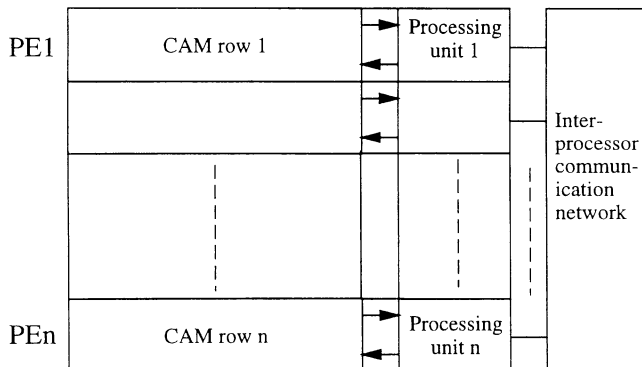 PE1
CAM row 1
Processing
unit 1
Inter-
processor
commun-
ication
network
PEn
CAM row n
Processing
unit n